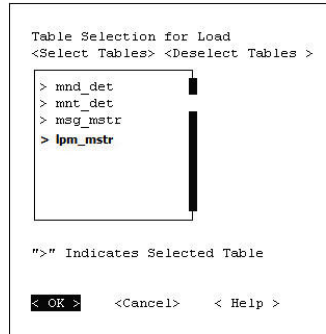 Table Selection for Load
<Select Tables> <Deselect Tables >
> mnd_det
> mnt_det
> msg_mstr
> lpm_mstr
">" Indicates Selected Table
< OK > <Cancel> < Help >